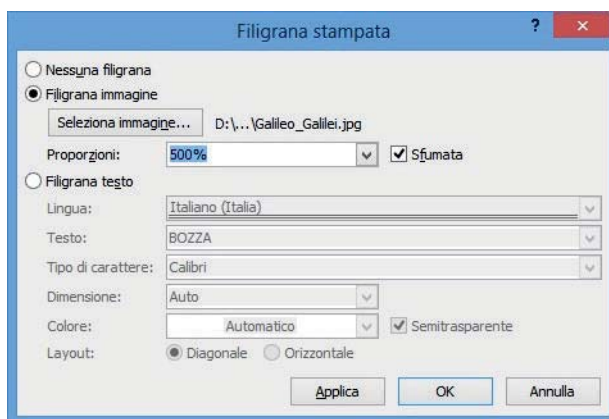 Filigrana stampata ?
Nessuna filigrana
Filigrana immagine
Seleziona immagine... D:\...\Galileo_Galilei.jpg
Proporzioni: 500% Sfumata
Filigrana testo
Lingua: Italiano (Italia)
Testo: BOZZA
Tipo di carattere: Calibri
Dimensione: Auto
Colore: Automatico Semitrasparente
Layout: Diagonale Orizzontale
Applica OK Annulla